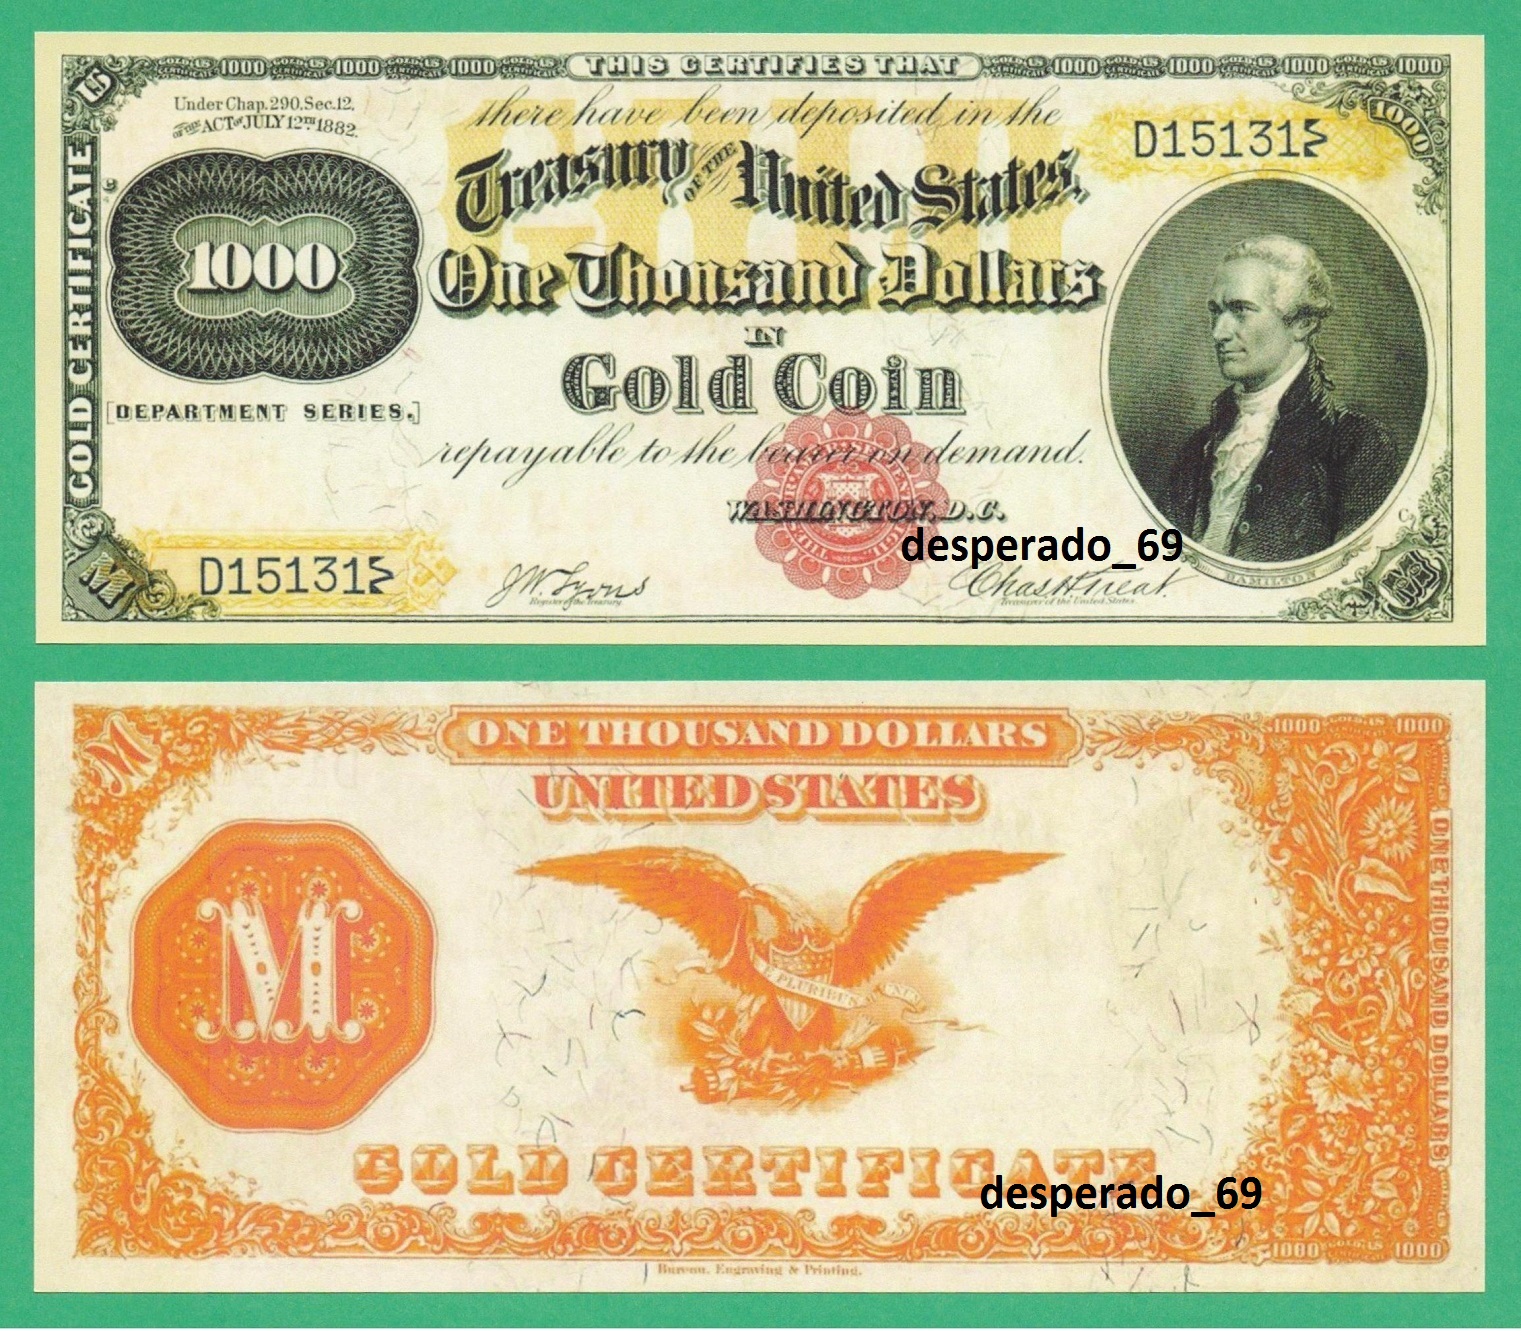 THIS CERTIFIES THAT
GOLD CERTIFICATE
US
1000
1000
1000
1000
1000
1000
1000
1000
Under Chap. 290, Sec. 12,
OF THE ACT OF JULY 12TH 1882.
there have been deposited in the
D15131
Treasury OF THE United States,
1000
One Thousand Dollars
IN
Gold Coin
[DEPARTMENT SERIES.]
repayable to the bearer on demand.
WASHINGTON, D.C.
desperado_69
D15131
J.W. Lyons
Register of the Treasury.
Chas H Treat.
Treasurer of the United States.
HAMILTON
M
M
ONE THOUSAND DOLLARS
1000
1000
UNITED STATES
M
E PLURIBUS UNUM
ONE THOUSAND DOLLARS
GOLD CERTIFICATE
desperado_69
1000
1000
Bureau, Engraving & Printing.